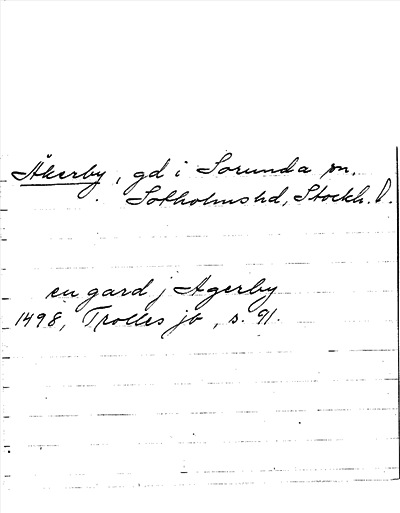 Åkerby, gd i Sorunda sn.
Sotholms hd, Stockh. l.
en gard j Agerby
1498, Trolles jb, s. 91.